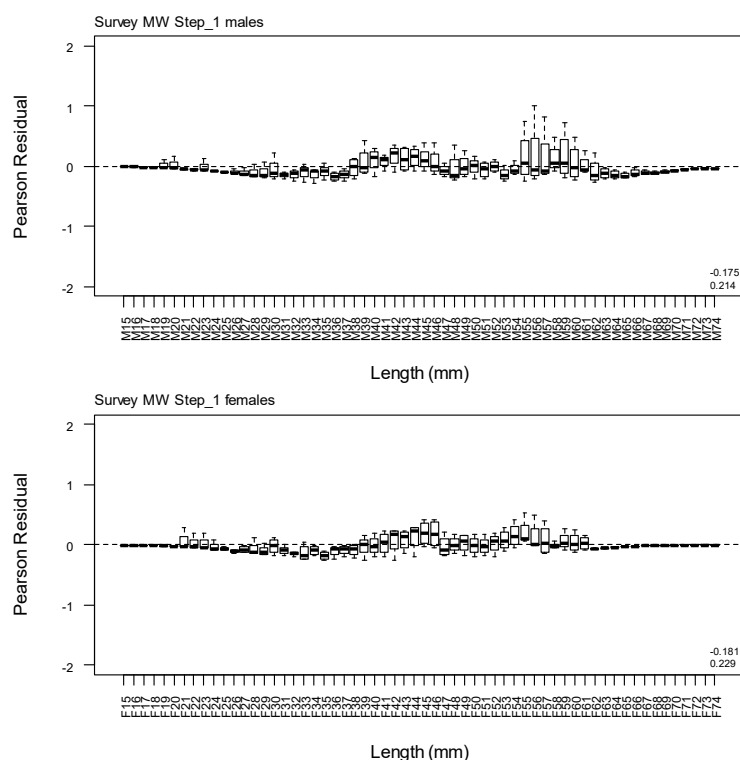 Survey MW Step_1 males
2
1
0
-1
-2
Pearson Residual
-0.175
0.214
M15 M16 M17 M18 M19 M20 M21 M22 M23 M24 M25 M26 M27 M28 M29 M30 M31 M32 M33 M34 M35 M36 M37 M38 M39 M40 M41 M42 M43 M44 M45 M46 M47 M48 M49 M50 M51 M52 M53 M54 M55 M56 M57 M58 M59 M60 M61 M62 M63 M64 M65 M66 M67 M68 M69 M70 M71 M72 M73 M74
Length (mm)
Survey MW Step_1 females
2
1
0
-1
-2
Pearson Residual
-0.181
0.229
F15 F16 F17 F18 F19 F20 F21 F22 F23 F24 F25 F26 F27 F28 F29 F30 F31 F32 F33 F34 F35 F36 F37 F38 F39 F40 F41 F42 F43 F44 F45 F46 F47 F48 F49 F50 F51 F52 F53 F54 F55 F56 F57 F58 F59 F60 F61 F62 F63 F64 F65 F66 F67 F68 F69 F70 F71 F72 F73 F74
Length (mm)